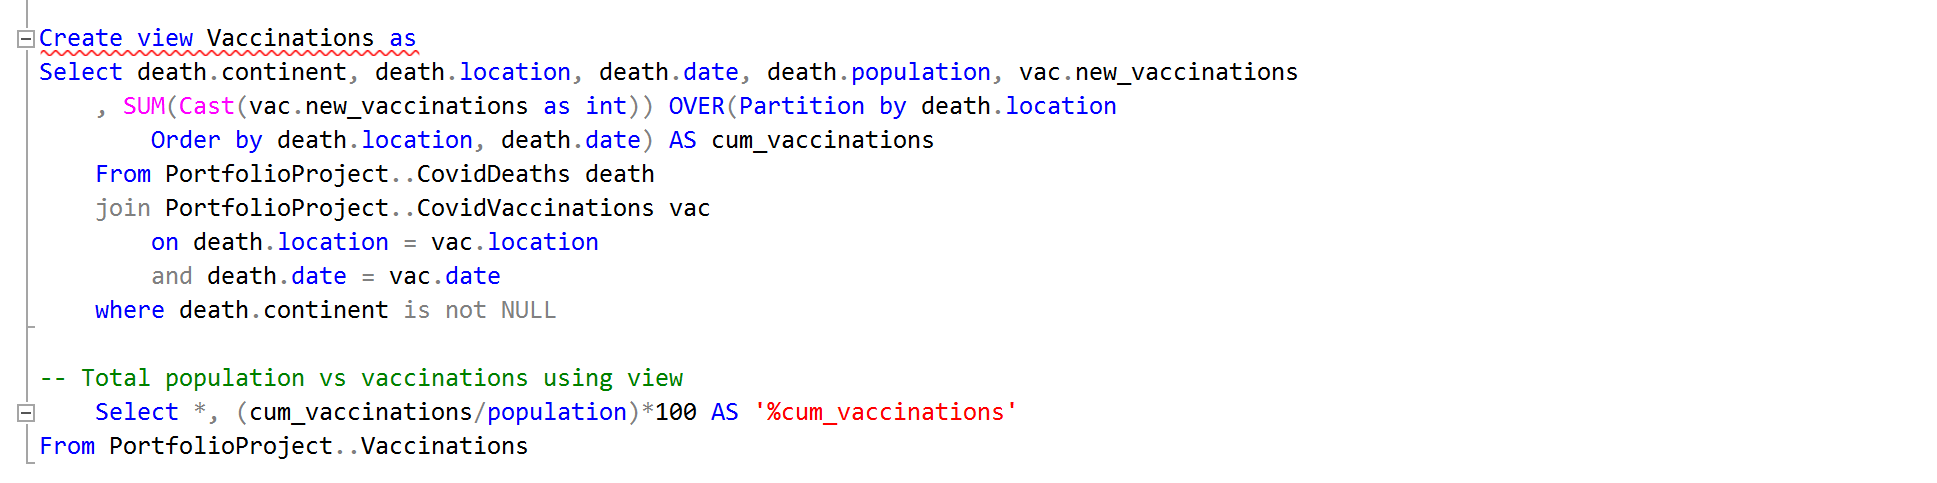 Create view Vaccinations as
Select death.continent, death.location, death.date, death.population, vac.new_vaccinations
, SUM(Cast(vac.new_vaccinations as int)) OVER(Partition by death.location
Order by death.location, death.date) AS cum_vaccinations
From PortfolioProject..CovidDeaths death
join PortfolioProject..CovidVaccinations vac
on death.location = vac.location
and death.date = vac.date
where death.continent is not NULL
-- Total population vs vaccinations using view
Select *, (cum_vaccinations/population)*100 AS '%cum_vaccinations'
From PortfolioProject..Vaccinations